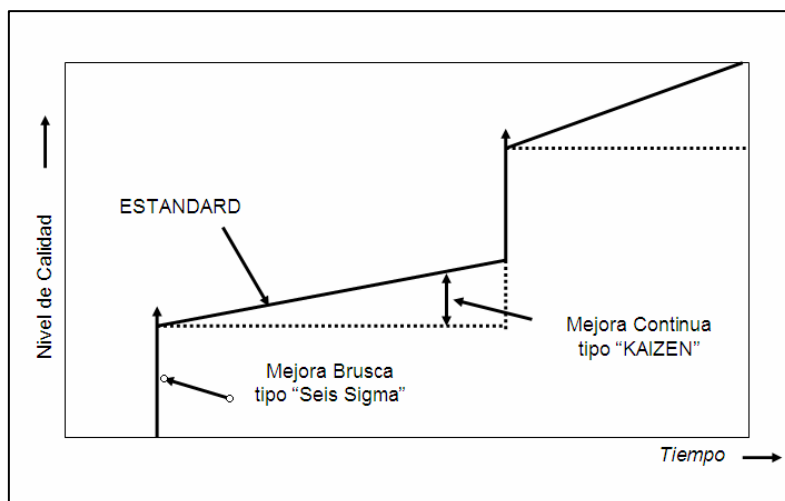 ESTANDARD
Nivel de Calidad
Mejora Continua
tipo “KAIZEN”
Mejora Brusca
tipo “Seis Sigma”
Tiempo